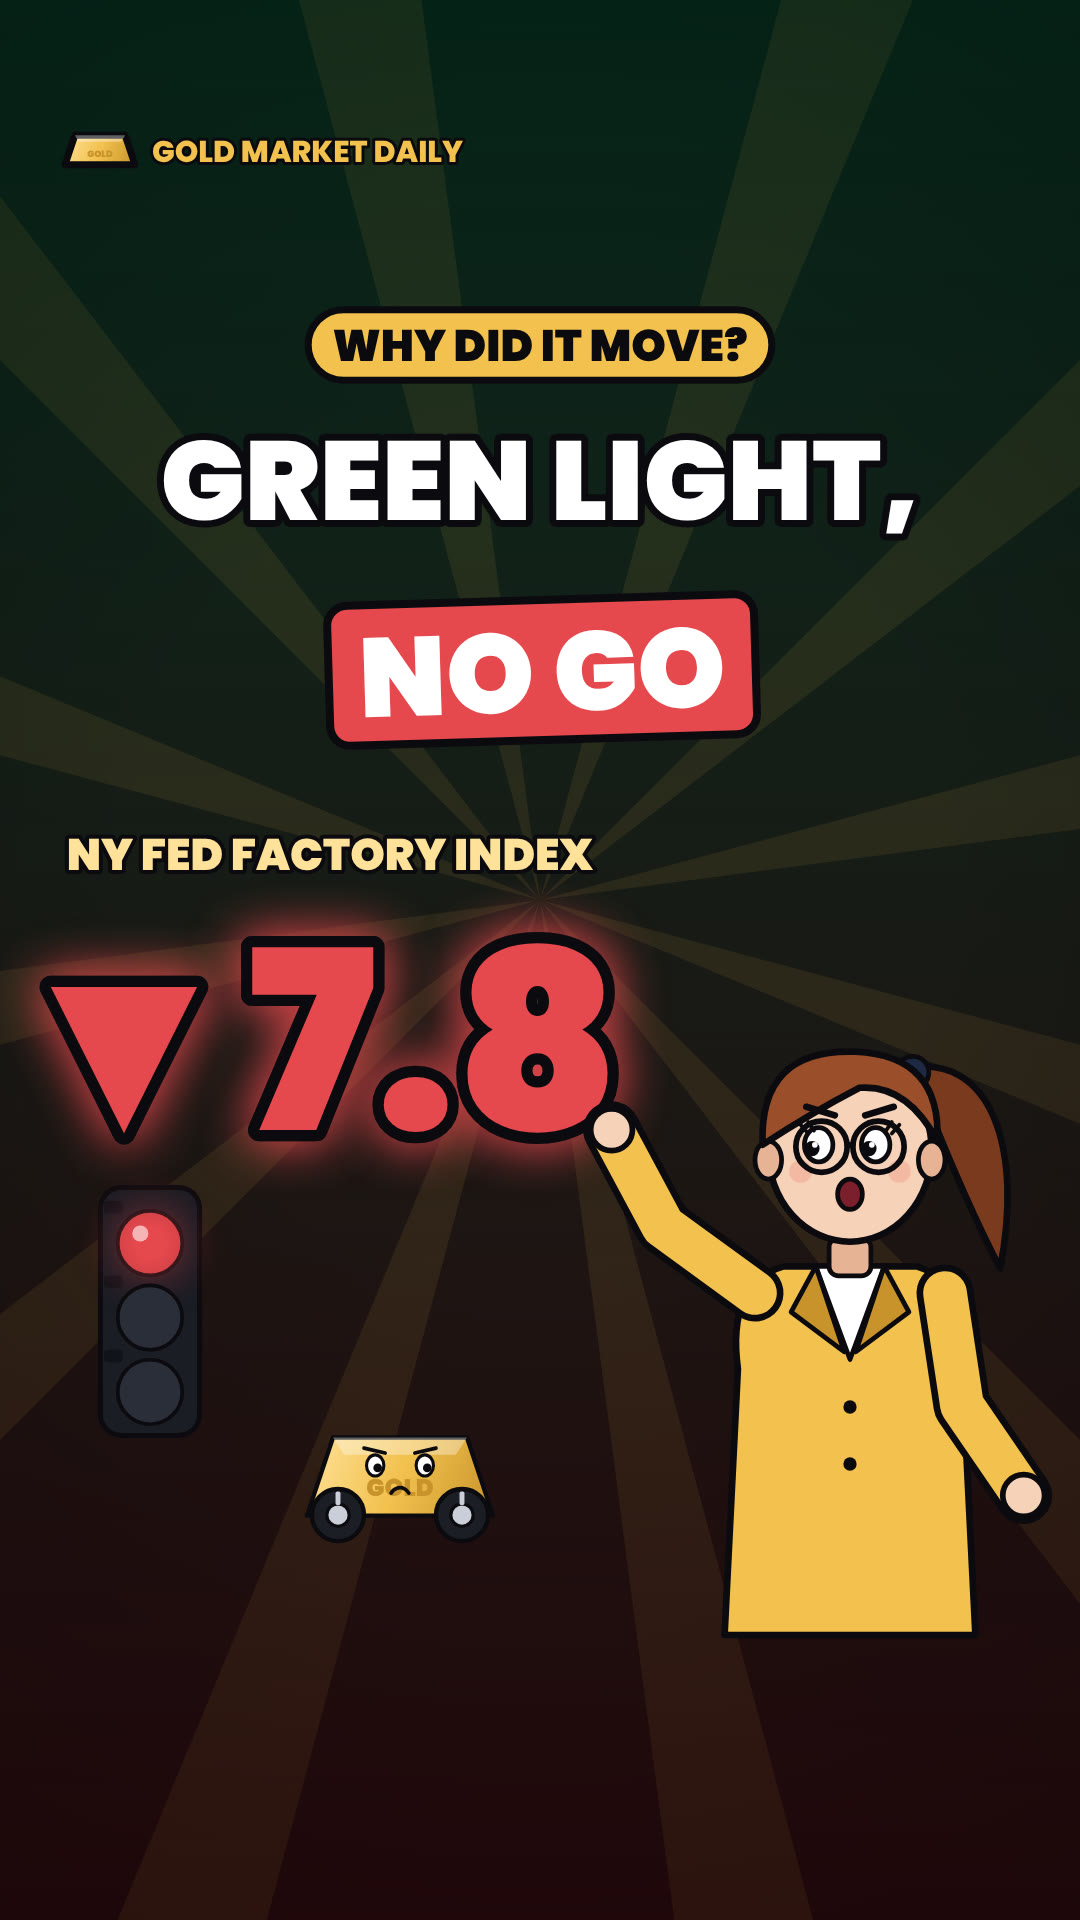 GOLD
GOLD MARKET DAILY
WHY DID IT MOVE?
GREEN LIGHT,
NO GO
NY FED FACTORY INDEX
▼7.8
GOLD